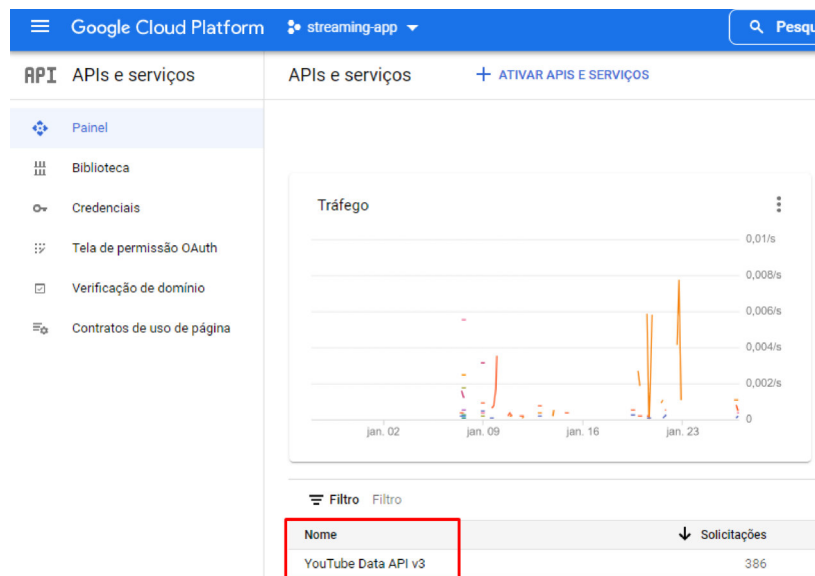 Google Cloud Platform streaming-app
API APIs e serviços
APIs e serviços + ATIVAR APIS E SERVIÇOS
Painel
Biblioteca
Credenciais
Tela de permissão OAuth
Verificação de domínio
Contratos de uso de página
Tráfego
0,01/s
0,008/s
0,006/s
0,004/s
0,002/s
0
jan. 02 jan. 09 jan. 16 jan. 23
Filtro Filtro
Nome Solicitações
YouTube Data API v3 386